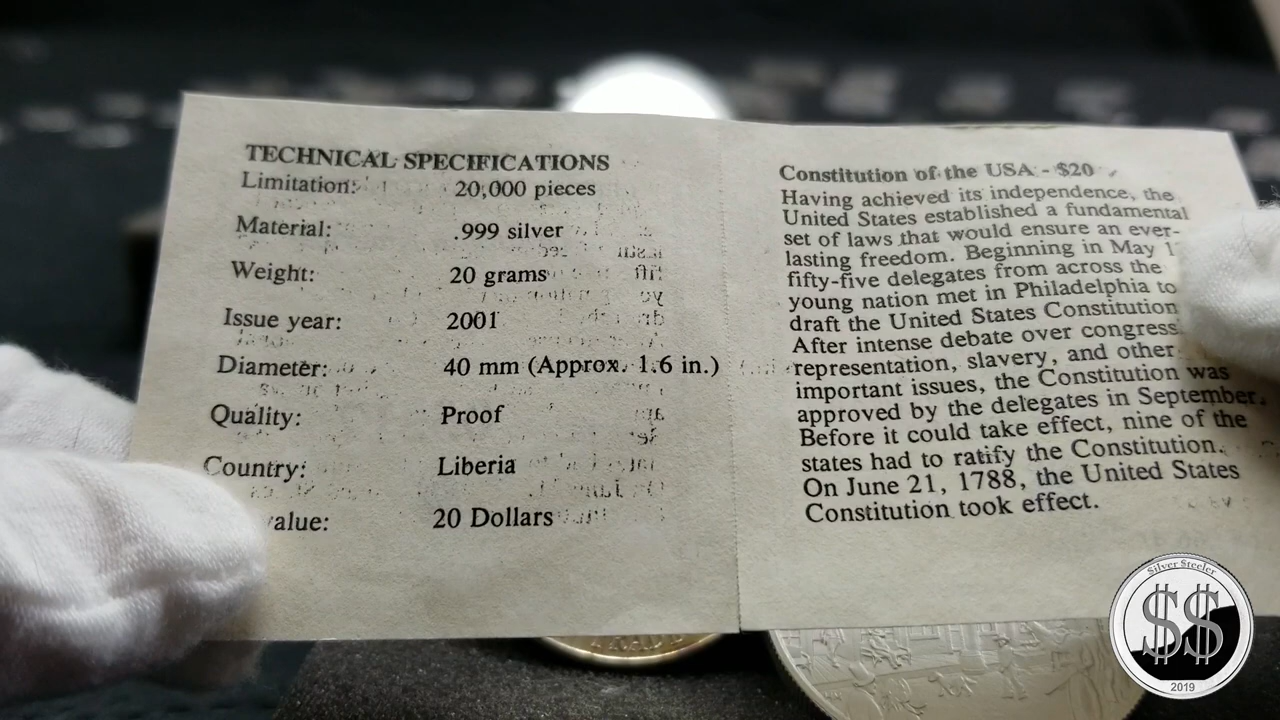 TECHNICAL SPECIFICATIONS
Limitation: 20,000 pieces
Material: .999 silver
Weight: 20 grams
Issue year: 2001
Diameter: 40 mm (Approx. 1.6 in.)
Quality: Proof
Country: Liberia
value: 20 Dollars
Constitution of the USA - $20
Having achieved its independence, the
United States established a fundamental
set of laws that would ensure an ever-
lasting freedom. Beginning in May 1
fifty-five delegates from across the
young nation met in Philadelphia to
draft the United States Constitution
After intense debate over congress
representation, slavery, and other
important issues, the Constitution was
approved by the delegates in September.
Before it could take effect, nine of the
states had to ratify the Constitution.
On June 21, 1788, the United States
Constitution took effect.
Silver Steeler
$$
2019